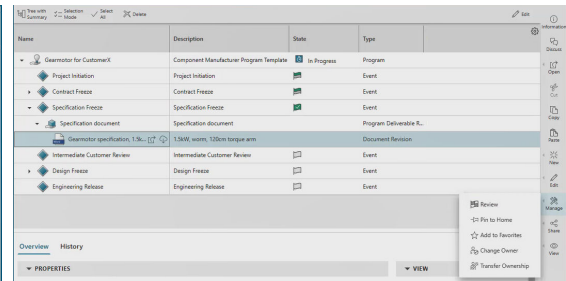 Tree with Summary
Selection Mode
Select All
Delete
Edit
Information
Name Description State Type
Discuss
Gearmotor for CustomerX Component Manufacturer Program Template In Progress Program
Open
Project Initiation Project Initiation Event
Contract Freeze Contract Freeze Event
Cut
Specification Freeze Specification Freeze Event
Copy
Specification document Specification document Program Deliverable R...
Gearmotor specification, 1.5k... 1.5kW, worm, 120cm torque arm Document Revision
Paste
Intermediate Customer Review Intermediate Customer Review Event
New
Design Freeze Design Freeze Event
Engineering Release Engineering Release Event
Edit
Review
Manage
Pin to Home
Share
Add to Favorites
Overview History
Change Owner
View
PROPERTIES VIEW
Transfer Ownership